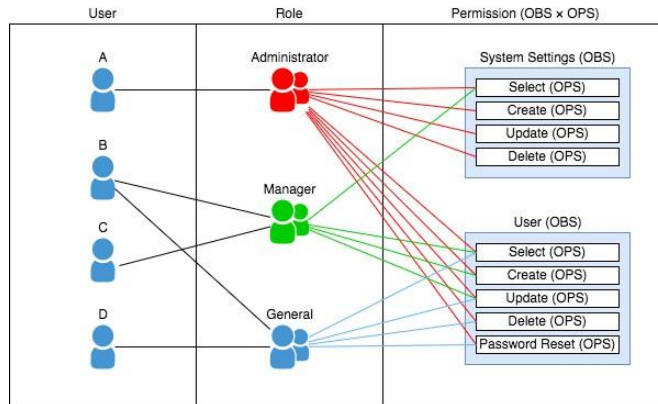 User
Role
Permission (OBS × OPS)
A
Administrator
System Settings (OBS)
Select (OPS)
Create (OPS)
Update (OPS)
Delete (OPS)
B
Manager
C
User (OBS)
Select (OPS)
Create (OPS)
Update (OPS)
Delete (OPS)
Password Reset (OPS)
D
General